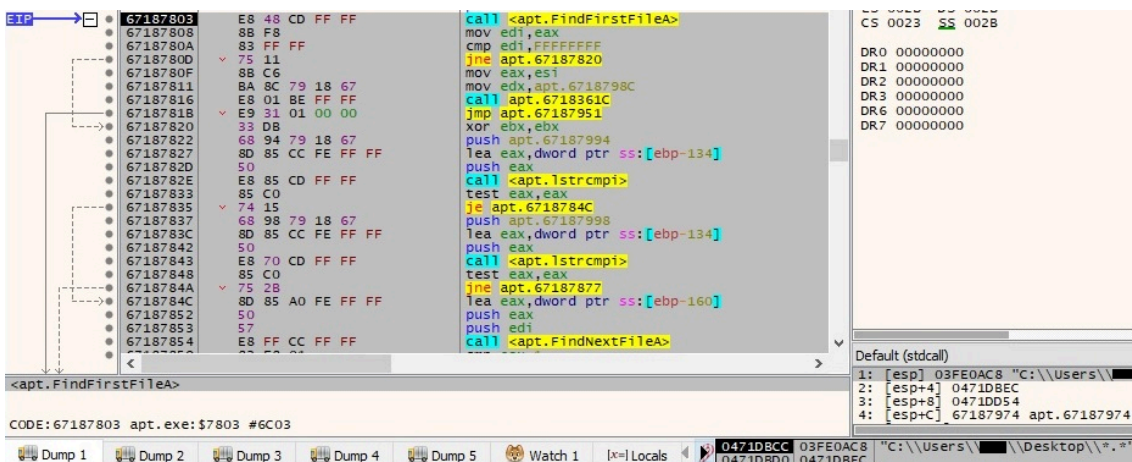 CS 0023 SS 002B
DR0 00000000
DR1 00000000
DR2 00000000
DR3 00000000
DR6 00000000
DR7 00000000
EIP
67187803 E8 48 CD FF FF call <apt.FindFirstFileA>
67187808 8B F8 mov edi,eax
6718780A 83 FF FF cmp edi,FFFFFFFF
6718780D 75 11 jne apt.67187820
6718780F 8B C6 mov eax,esi
67187811 BA 8C 79 18 67 mov edx,apt.6718798C
67187816 E8 01 BE FF FF call apt.6718361C
6718781B E9 31 01 00 00 jmp apt.67187951
67187820 33 DB xor ebx,ebx
67187822 68 94 79 18 67 push apt.67187994
67187827 8D 85 CC FE FF FF lea eax,dword ptr ss:[ebp-134]
6718782D 50 push eax
6718782E E8 85 CD FF FF call <apt.lstrcmpi>
67187833 85 C0 test eax,eax
67187835 74 15 je apt.6718784C
67187837 68 98 79 18 67 push apt.67187998
6718783C 8D 85 CC FE FF FF lea eax,dword ptr ss:[ebp-134]
67187842 50 push eax
67187843 E8 70 CD FF FF call <apt.lstrcmpi>
67187848 85 C0 test eax,eax
6718784A 75 2B jne apt.67187877
6718784C 8D 85 A0 FE FF FF lea eax,dword ptr ss:[ebp-160]
67187852 50 push eax
67187853 57 push edi
67187854 E8 FF CC FF FF call <apt.FindNextFileA>
<apt.FindFirstFileA>
CODE:67187803 apt.exe:$7803 #6C03
Default (stdcall)
1: [esp] 03FE0AC8 "C:\\Users\\
2: [esp+4] 0471DBEC
3: [esp+8] 0471DD54
4: [esp+C] 67187974 apt.67187974
Dump 1 Dump 2 Dump 3 Dump 4 Dump 5 Watch 1 [x=] Locals
0471DBCC 03FE0AC8 "C:\\Users\\ \\Desktop\\*.*"
0471DBD0 0471DBEC